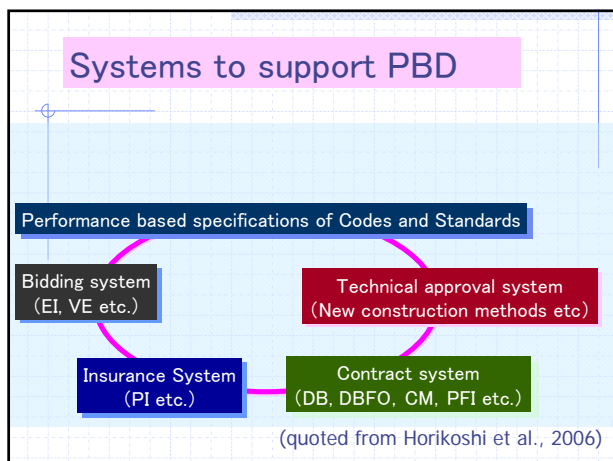 Systems to support PBD
Performance based specifications of Codes and Standards
Bidding system
(EI, VE etc.)
Technical approval system
(New construction methods etc)
Insurance System
(PI etc.)
Contract system
(DB, DBFO, CM, PFI etc.)
(quoted from Horikoshi et al., 2006)